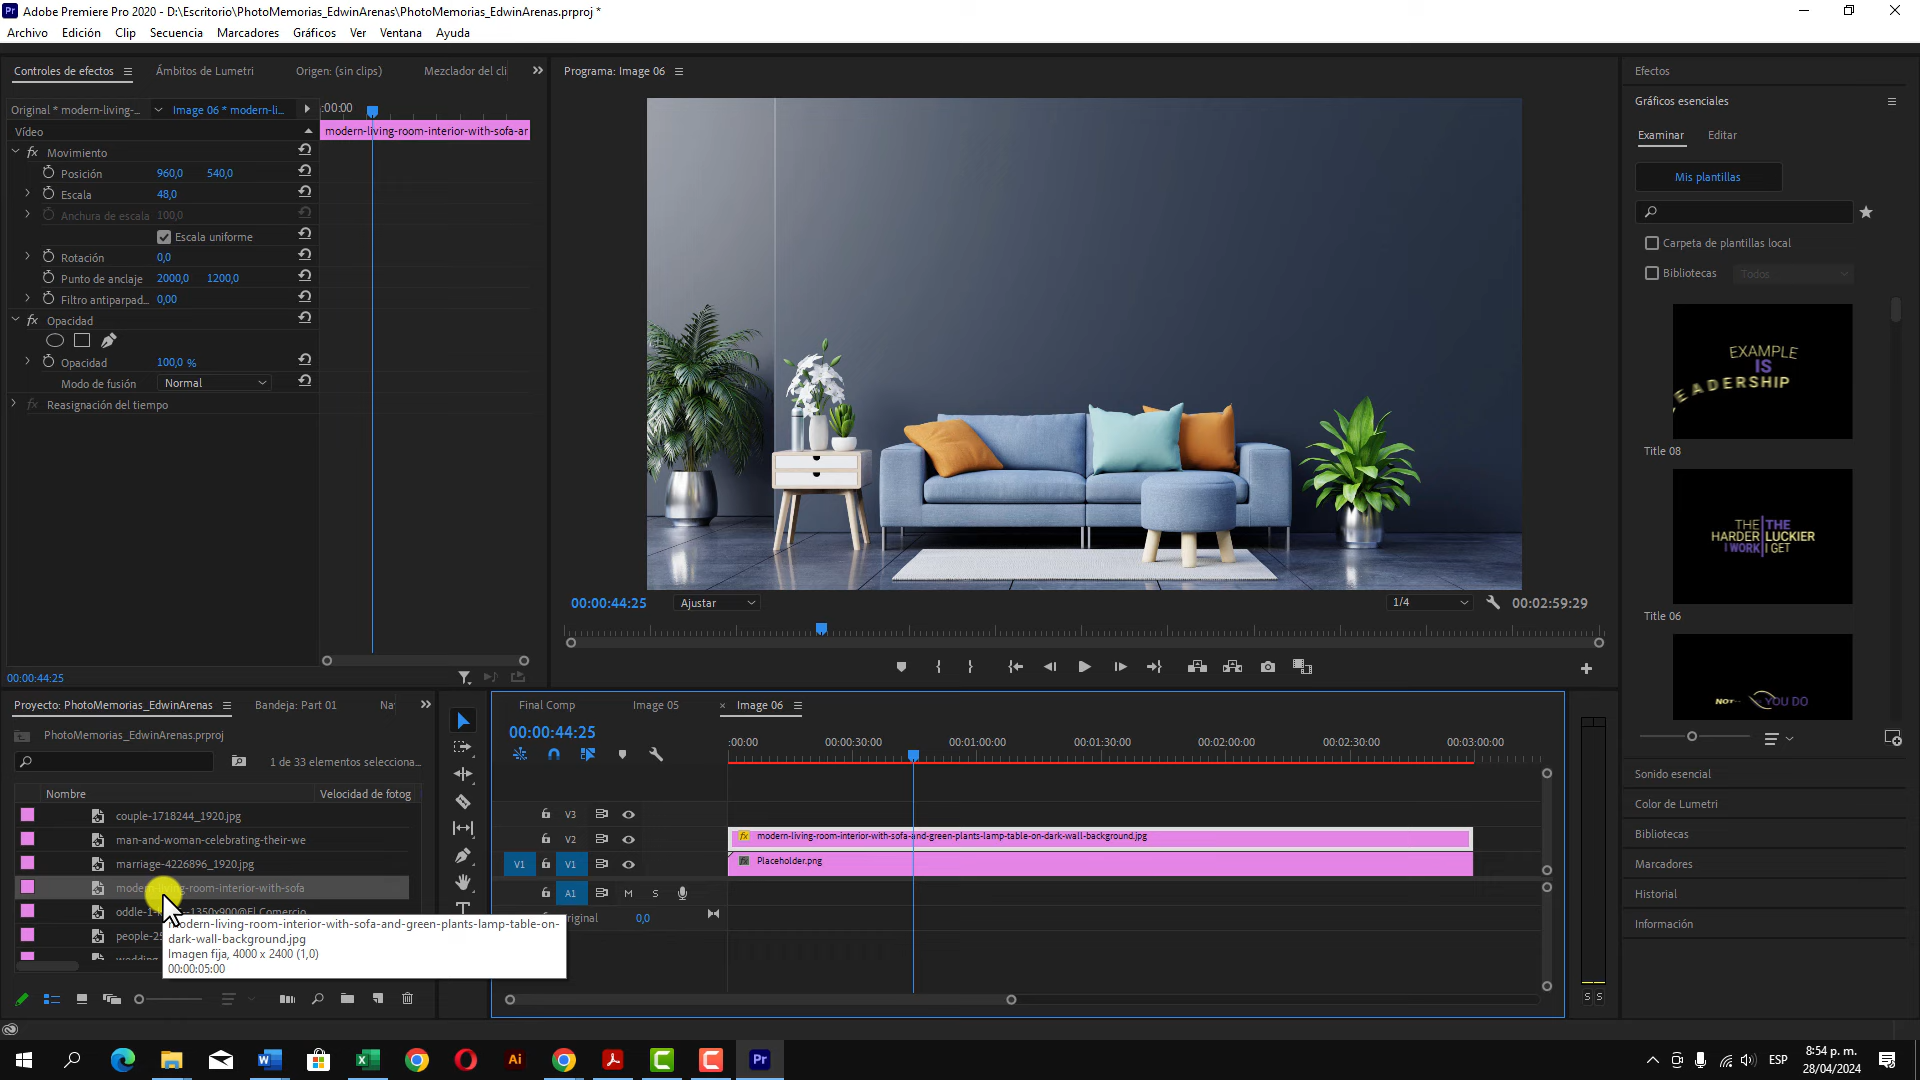 Adobe Premiere Pro 2020 - D:\Escritorio\PhotoMemorias_EdwinArenas\PhotoMemorias_EdwinArenas.prproj *
Archivo Edición Clip Secuencia Marcadores Gráficos Ver Ventana Ayuda
Controles de efectos Ámbitos de Lumetri Origen: (sin clips) Mezclador del cli
Original * modern-living-... Image 06 * modern-li...
:00:00
modern-living-room-interior-with-sofa-ar
Vídeo
fx Movimiento
Posición 960,0 540,0
Escala 48,0
Anchura de escala 100,0
Escala uniforme
Rotación 0,0
Punto de anclaje 2000,0 1200,0
Filtro antiparpad... 0,00
fx Opacidad
Opacidad 100,0 %
Modo de fusión Normal
fx Reasignación del tiempo
00:00:44:25
Programa: Image 06
00:00:44:25 Ajustar 1/4 00:02:59:29
Efectos
Gráficos esenciales
Examinar Editar
Mis plantillas
Carpeta de plantillas local
Bibliotecas Todos
EXAMPLE
IS
LEADERSHIP
Title 08
THE THE
HARDER LUCKIER
I WORK I GET
Title 06
NOT YOU DO
Sonido esencial
Color de Lumetri
Bibliotecas
Marcadores
Historial
Información
Proyecto: PhotoMemorias_EdwinArenas Bandeja: Part 01 Na
PhotoMemorias_EdwinArenas.prproj
1 de 33 elementos selecciona...
Nombre Velocidad de fotog
couple-1718244_1920.jpg
man-and-woman-celebrating-their-we
marriage-4226896_1920.jpg
modern-living-room-interior-with-sofa
people-25
modern-living-room-interior-with-sofa-and-green-plants-lamp-table-on-
dark-wall-background.jpg
Imagen fija, 4000 x 2400 (1,0)
00:00:05:00
Final Comp Image 05 × Image 06
00:00:44:25
:00:00 00:00:30:00 00:01:00:00 00:01:30:00 00:02:00:00 00:02:30:00 00:03:00:00
V3
V2
fx modern-living-room-interior-with-sofa-and-green-plants-lamp-table-on-dark-wall-background.jpg
V1 V1
fx Placeholder.png
A1 M S
original 0,0
S S
ESP 8:54 p. m.
28/04/2024